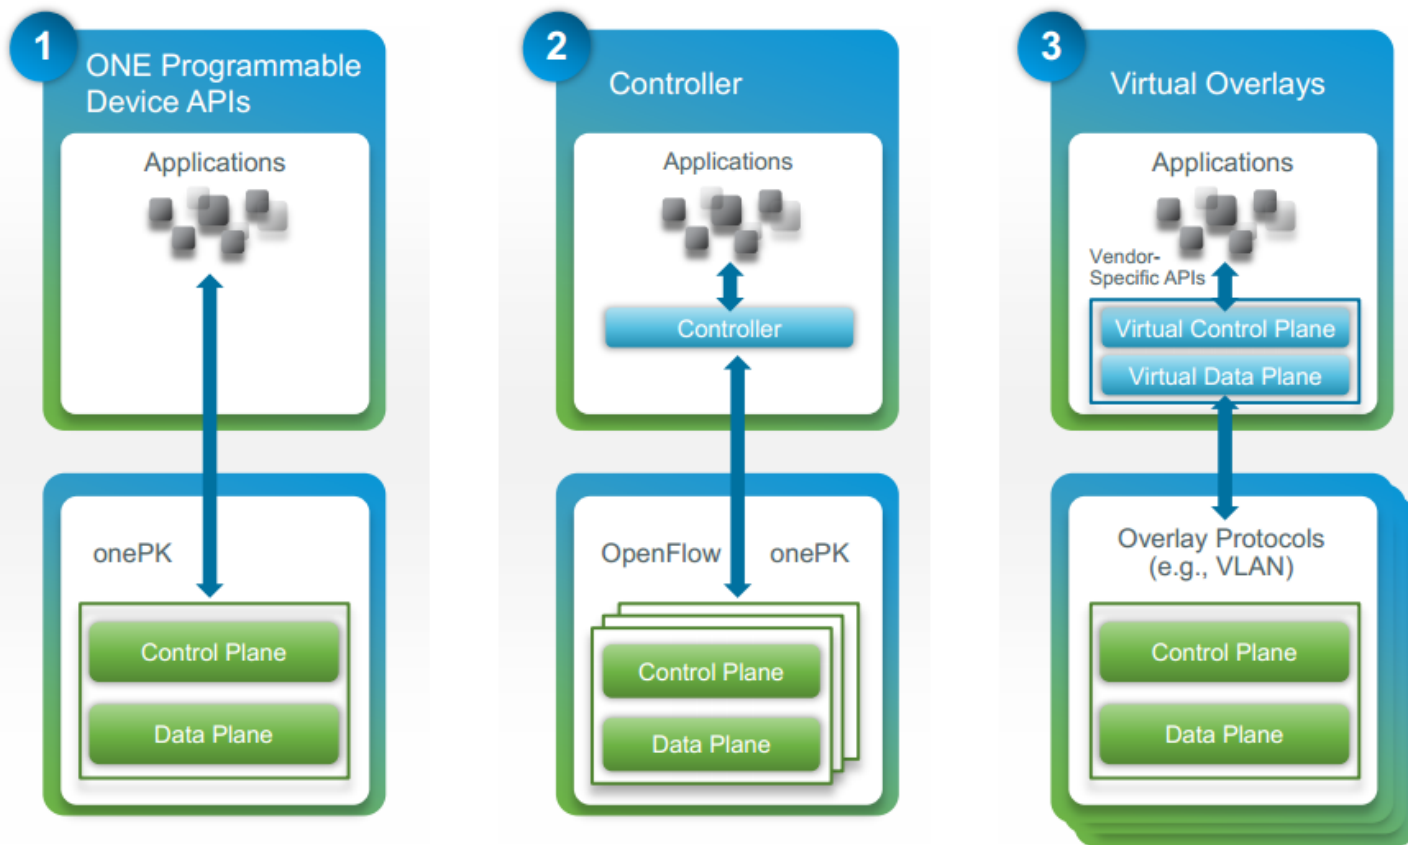 1
ONE Programmable
Device APIs
Applications
onePK
Control Plane
Data Plane
2
Controller
Applications
Controller
OpenFlow
onePK
Control Plane
Data Plane
3
Virtual Overlays
Applications
Vendor-
Specific APIs
Virtual Control Plane
Virtual Data Plane
Overlay Protocols
(e.g., VLAN)
Control Plane
Data Plane